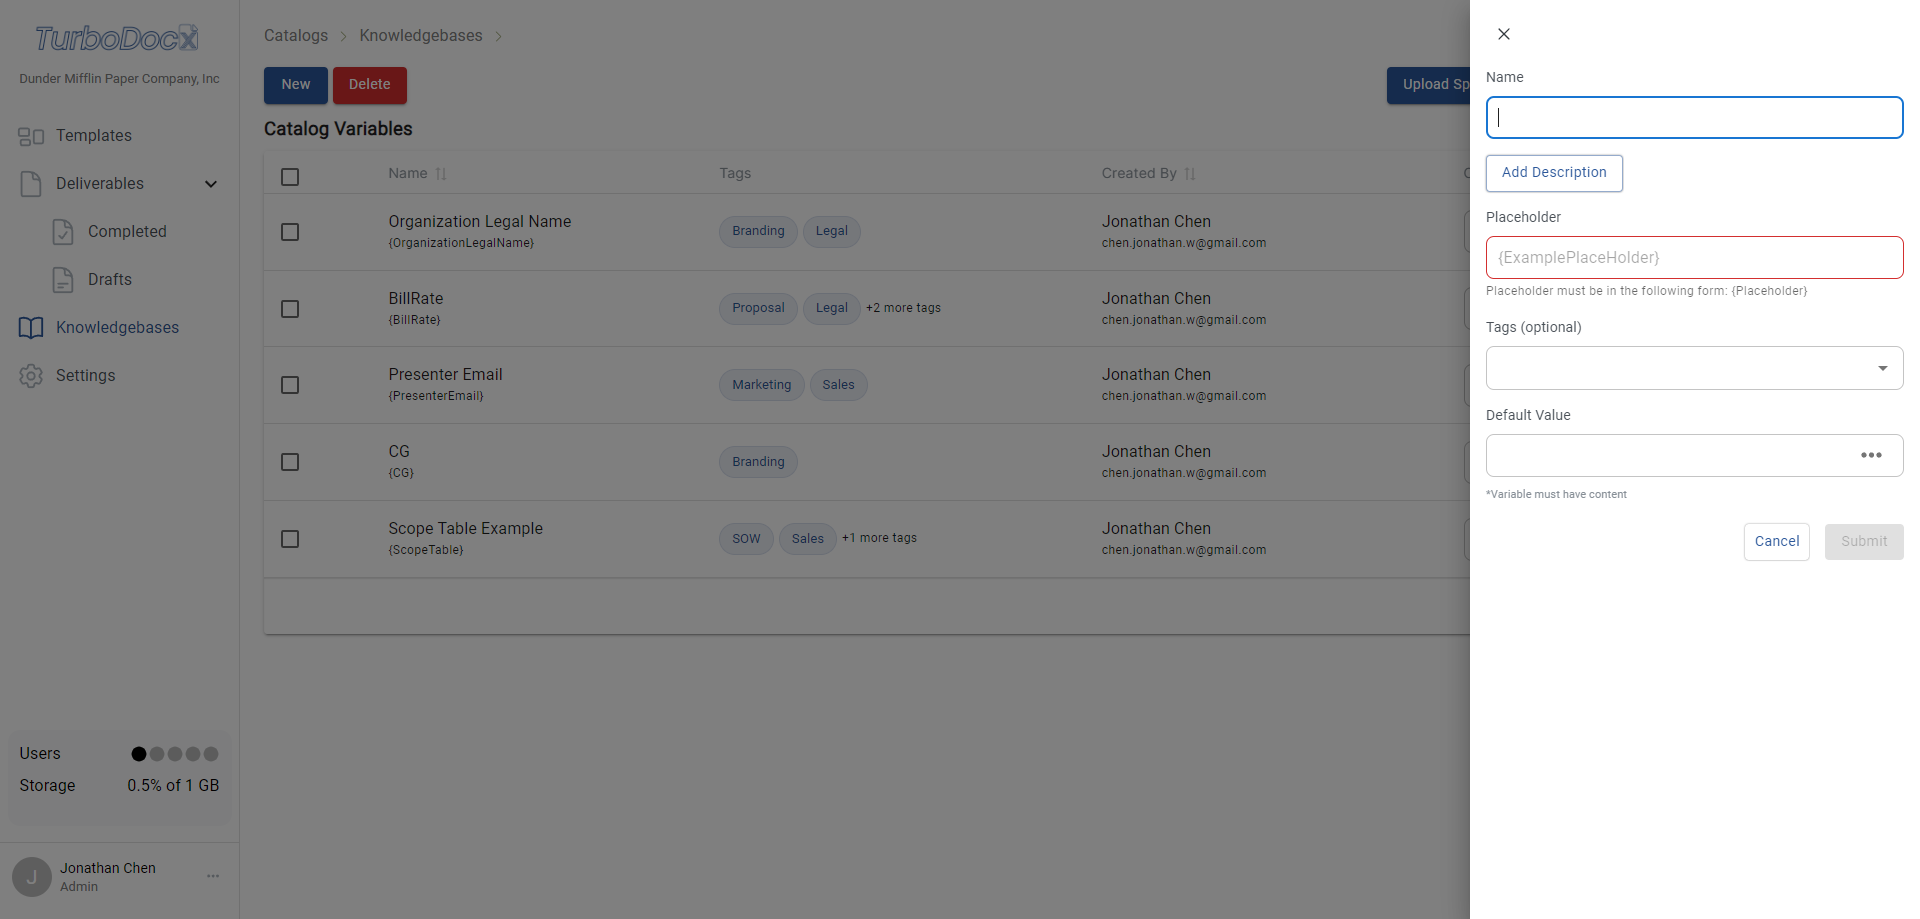 TurboDocX
Dunder Mifflin Paper Company, Inc
Templates
Deliverables
Completed
Drafts
Knowledgebases
Settings
Users
Storage 0.5% of 1 GB
J
Jonathan Chen
Admin
Catalogs Knowledgebases
New Delete Upload Sp
Catalog Variables
Name Tags Created By
Organization Legal Name
{OrganizationLegalName}
Branding Legal
Jonathan Chen
chen.jonathan.w@gmail.com
BillRate
{BillRate}
Proposal Legal +2 more tags
Jonathan Chen
chen.jonathan.w@gmail.com
Presenter Email
{PresenterEmail}
Marketing Sales
Jonathan Chen
chen.jonathan.w@gmail.com
CG
{CG}
Branding
Jonathan Chen
chen.jonathan.w@gmail.com
Scope Table Example
{ScopeTable}
SOW Sales +1 more tags
Jonathan Chen
chen.jonathan.w@gmail.com
Name
Add Description
Placeholder
{ExamplePlaceHolder}
Placeholder must be in the following form: {Placeholder}
Tags (optional)
Default Value
*Variable must have content
Cancel Submit